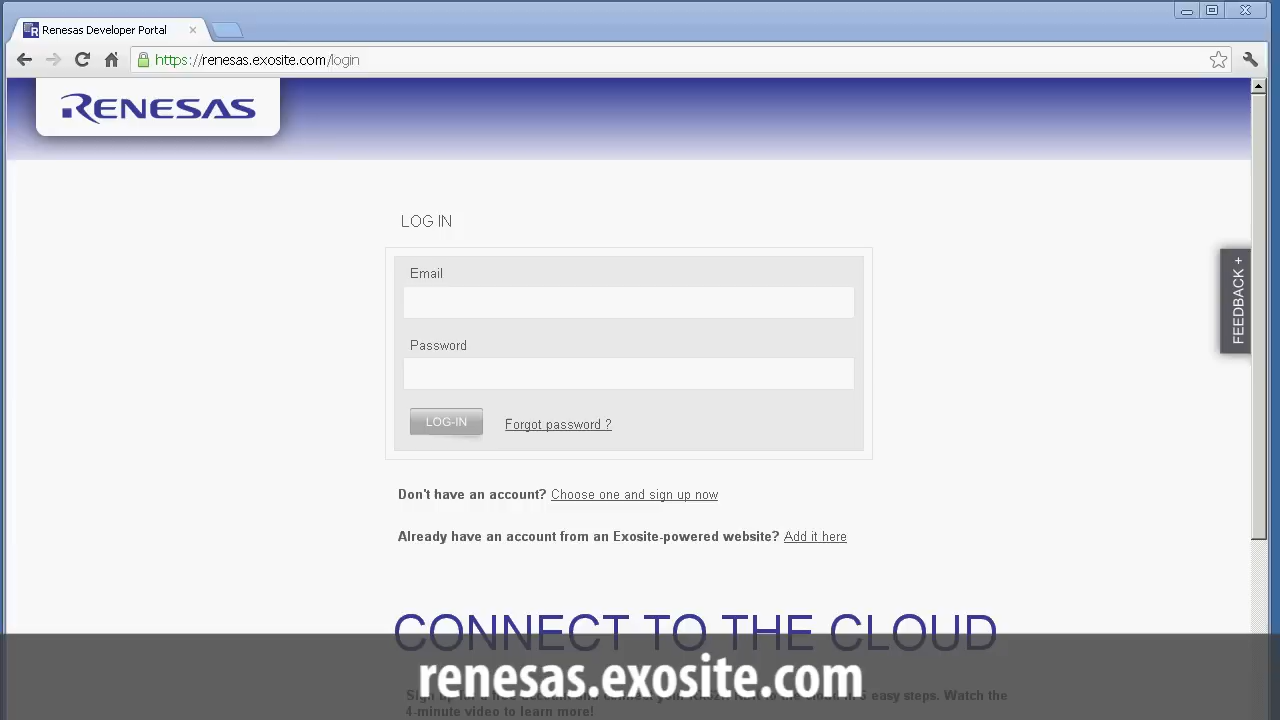 Renesas Developer Portal
https://renesas.exosite.com/login
RENESAS
LOG IN
Email
Password
LOG-IN
Forgot password ?
Don't have an account? Choose one and sign up now
Already have an account from an Exosite-powered website? Add it here
FEEDBACK +
CONNECT TO THE CLOUD
renesas.exosite.com
easy steps. Watch the
4-minute video to learn more!